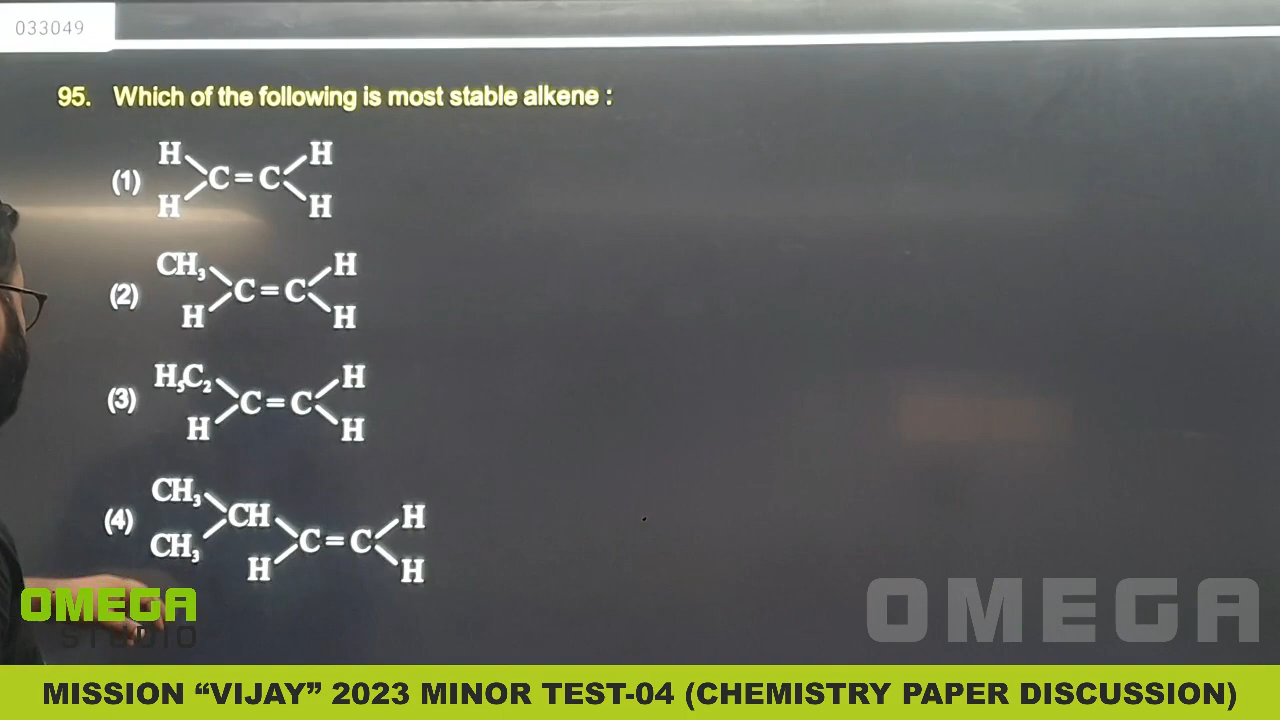 033049
95. Which of the following is most stable alkene :
(1) H H C = C H H
(2) CH₃ H C = C H H
(3) H₅C₂ H C = C H H
(4) CH₃ CH₃ CH H C = C H H
OMEGA
STUDIO
OMEGA
MISSION “VIJAY” 2023 MINOR TEST-04 (CHEMISTRY PAPER DISCUSSION)